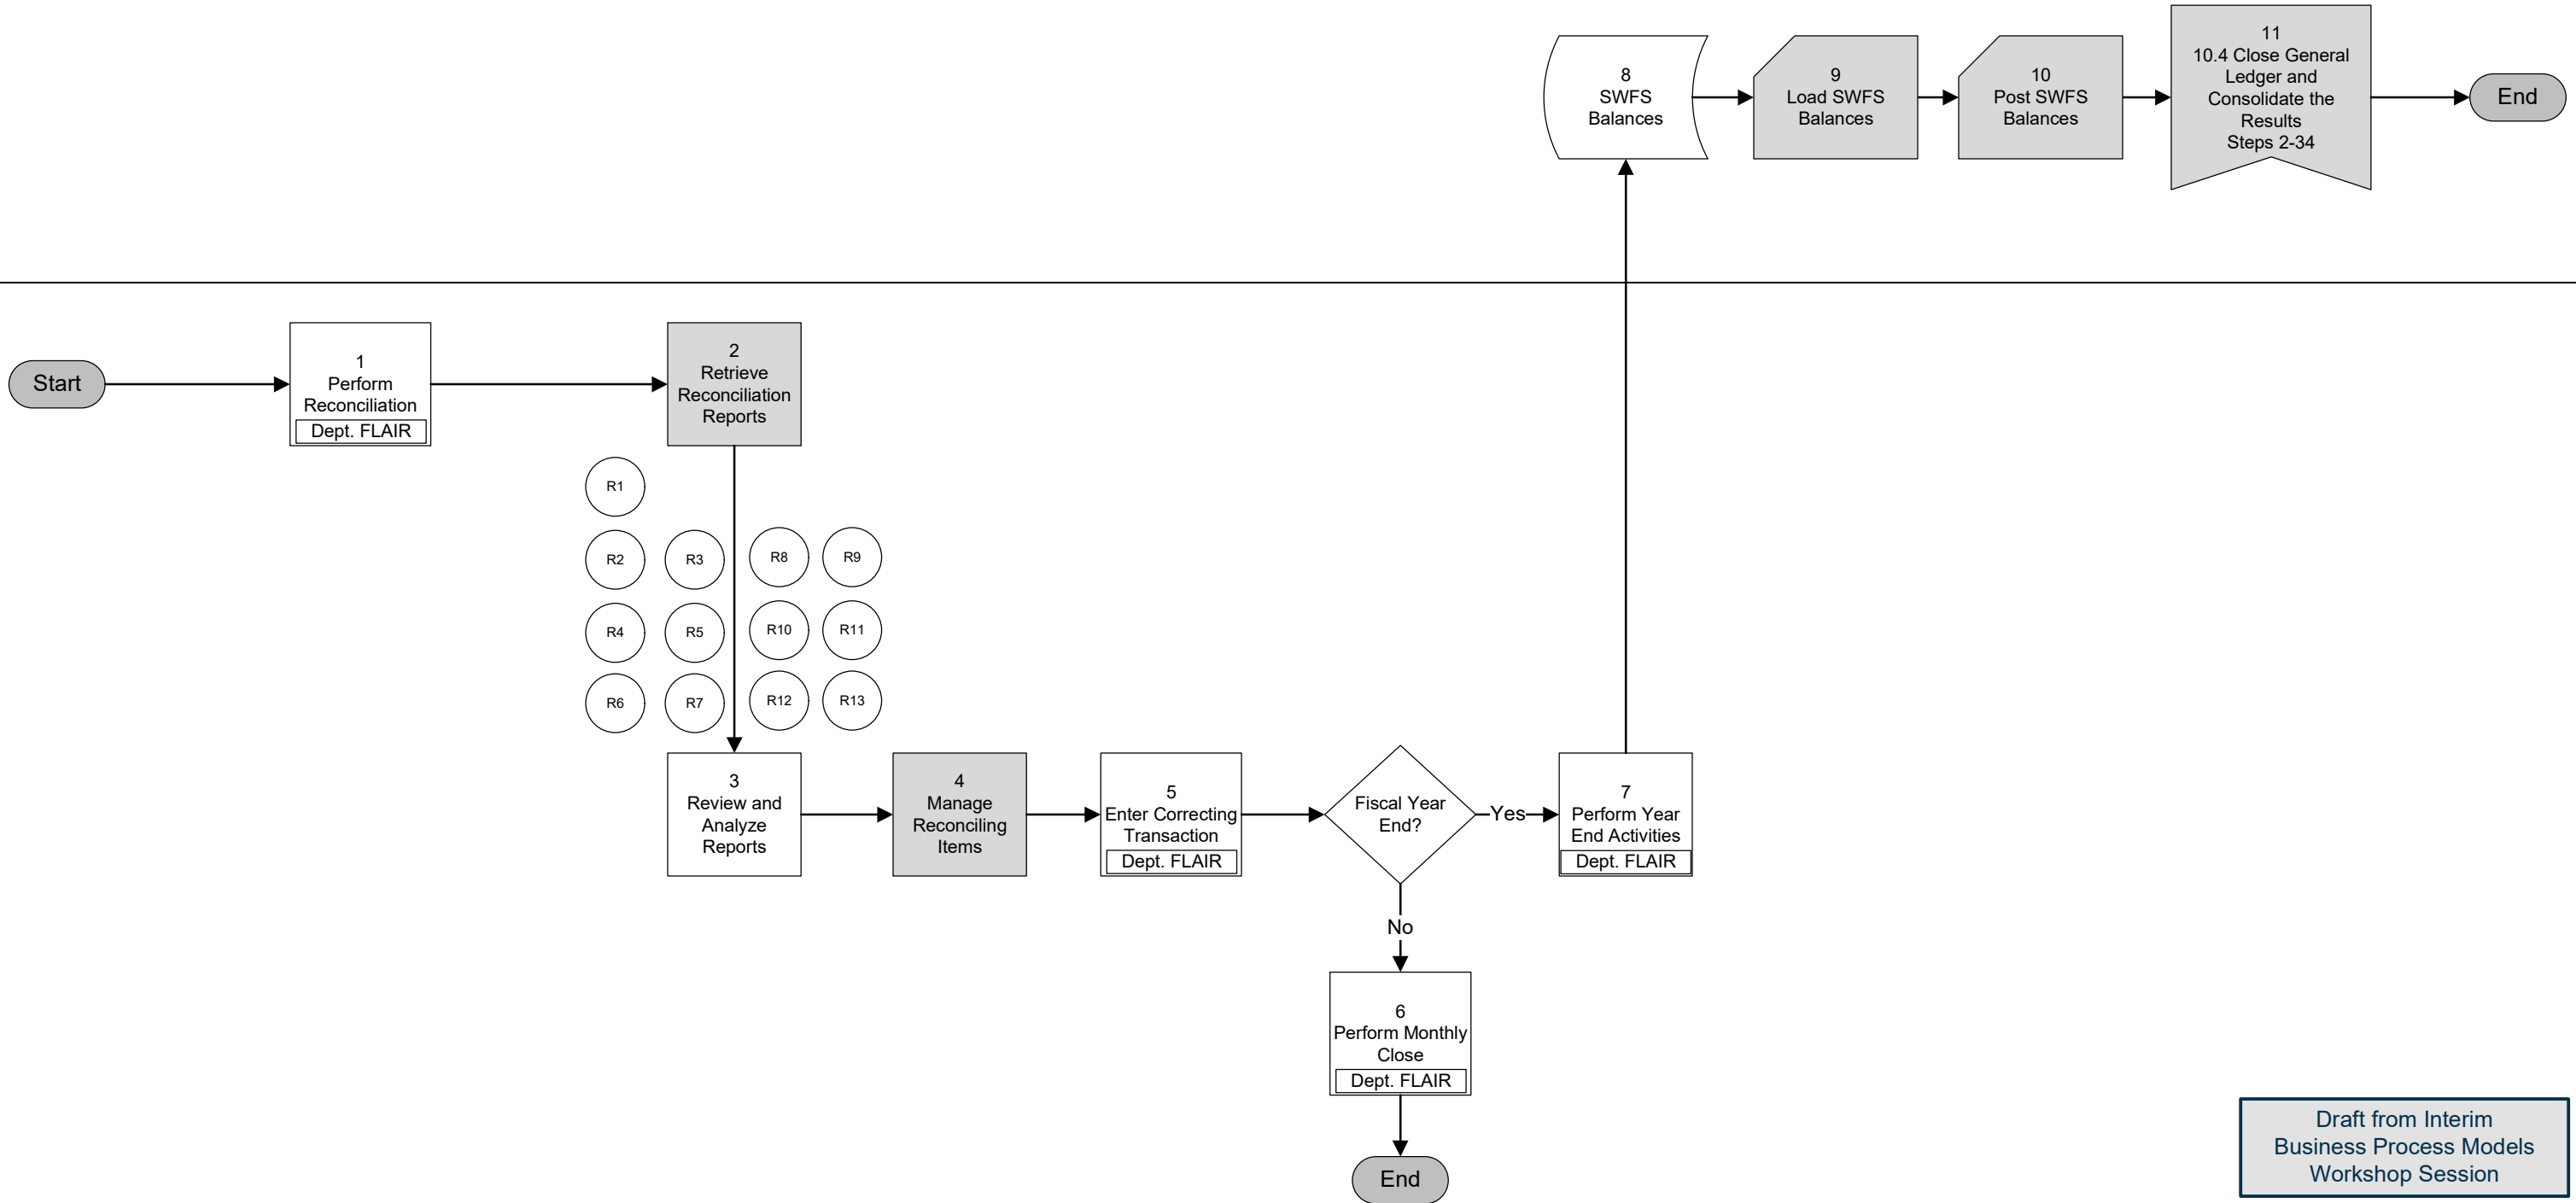 8
SWFS
Balances
9
Load SWFS
Balances
10
Post SWFS
Balances
11
10.4 Close General
Ledger and
Consolidate the
Results
Steps 2-34
End
Start
1
Perform
Reconciliation
Dept. FLAIR
2
Retrieve
Reconciliation
Reports
R1
R2
R3
R8
R9
R4
R5
R10
R11
R6
R7
R12
R13
3
Review and
Analyze
Reports
4
Manage
Reconciling
Items
5
Enter Correcting
Transaction
Dept. FLAIR
Fiscal Year
End?
Yes
7
Perform Year
End Activities
Dept. FLAIR
No
6
Perform Monthly
Close
Dept. FLAIR
End
Draft from Interim
Business Process Models
Workshop Session